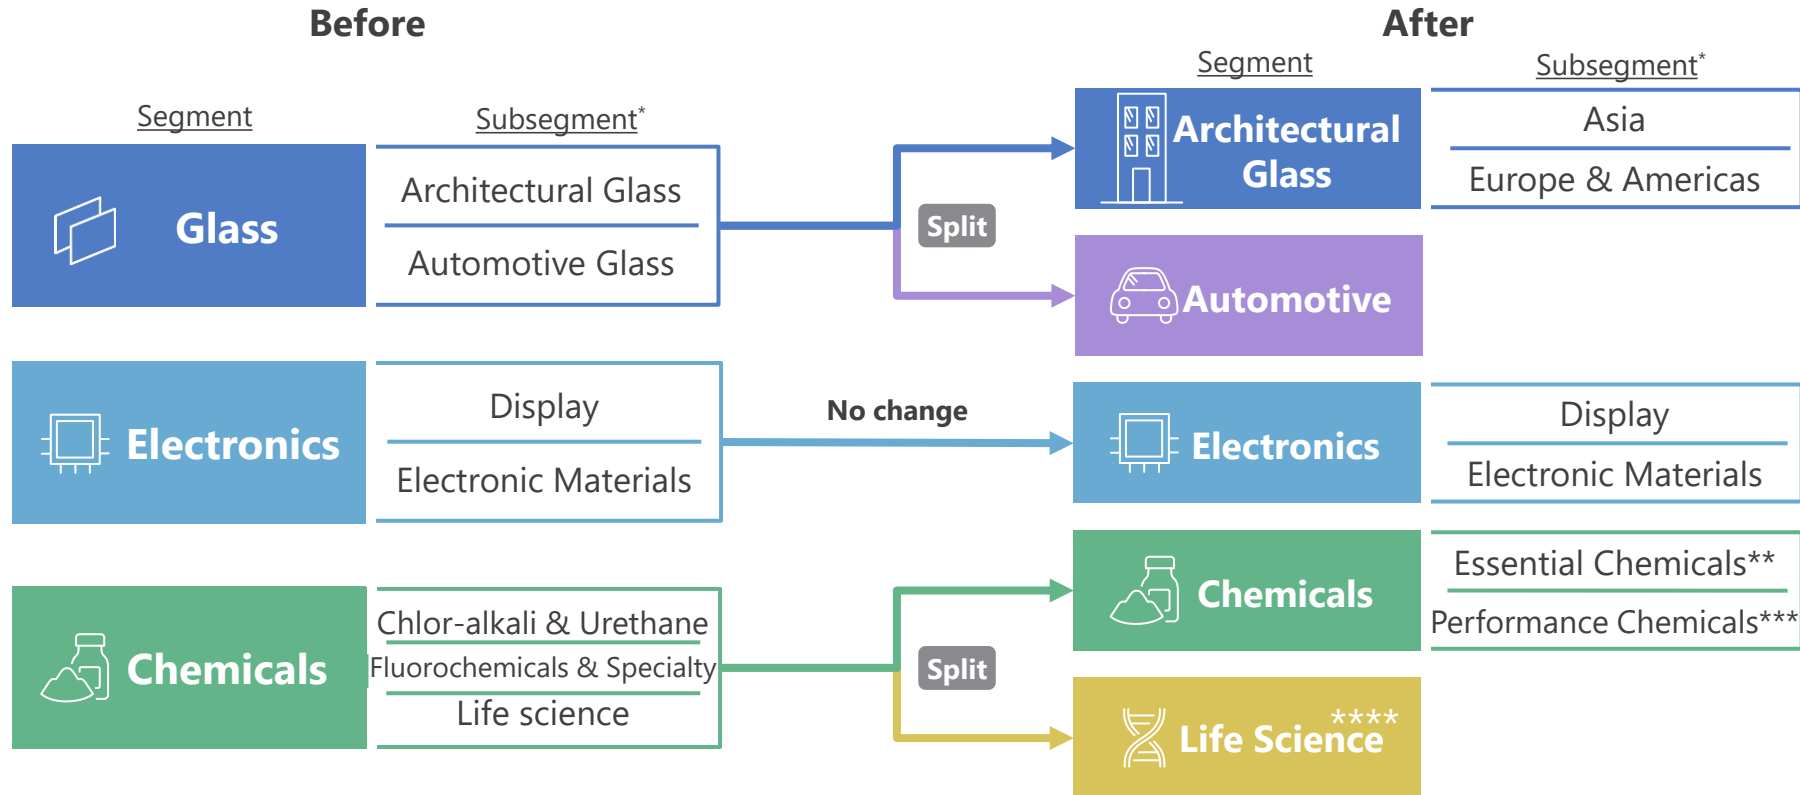 Before
Segment
Subsegment*
Glass
Architectural Glass
Automotive Glass
Electronics
Display
Electronic Materials
Chemicals
Chlor-alkali & Urethane
Fluorochemicals & Specialty
Life science
Split
No change
Split
After
Segment
Subsegment*
Architectural
Glass
Asia
Europe & Americas
Automotive
Electronics
Display
Electronic Materials
Chemicals
Essential Chemicals**
Performance Chemicals***
Life Science****